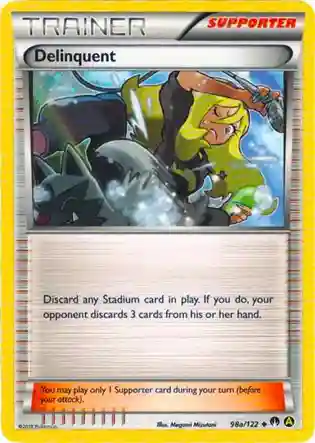 TRAINER
SUPPORTER
Delinquent
Discard any Stadium card in play. If you do, your
opponent discards 3 cards from his or her hand.
You may play only 1 Supporter card during your turn (before
your attack).
©2016 Pokémon
Illus. Megumi Mizutani
98a/122
A